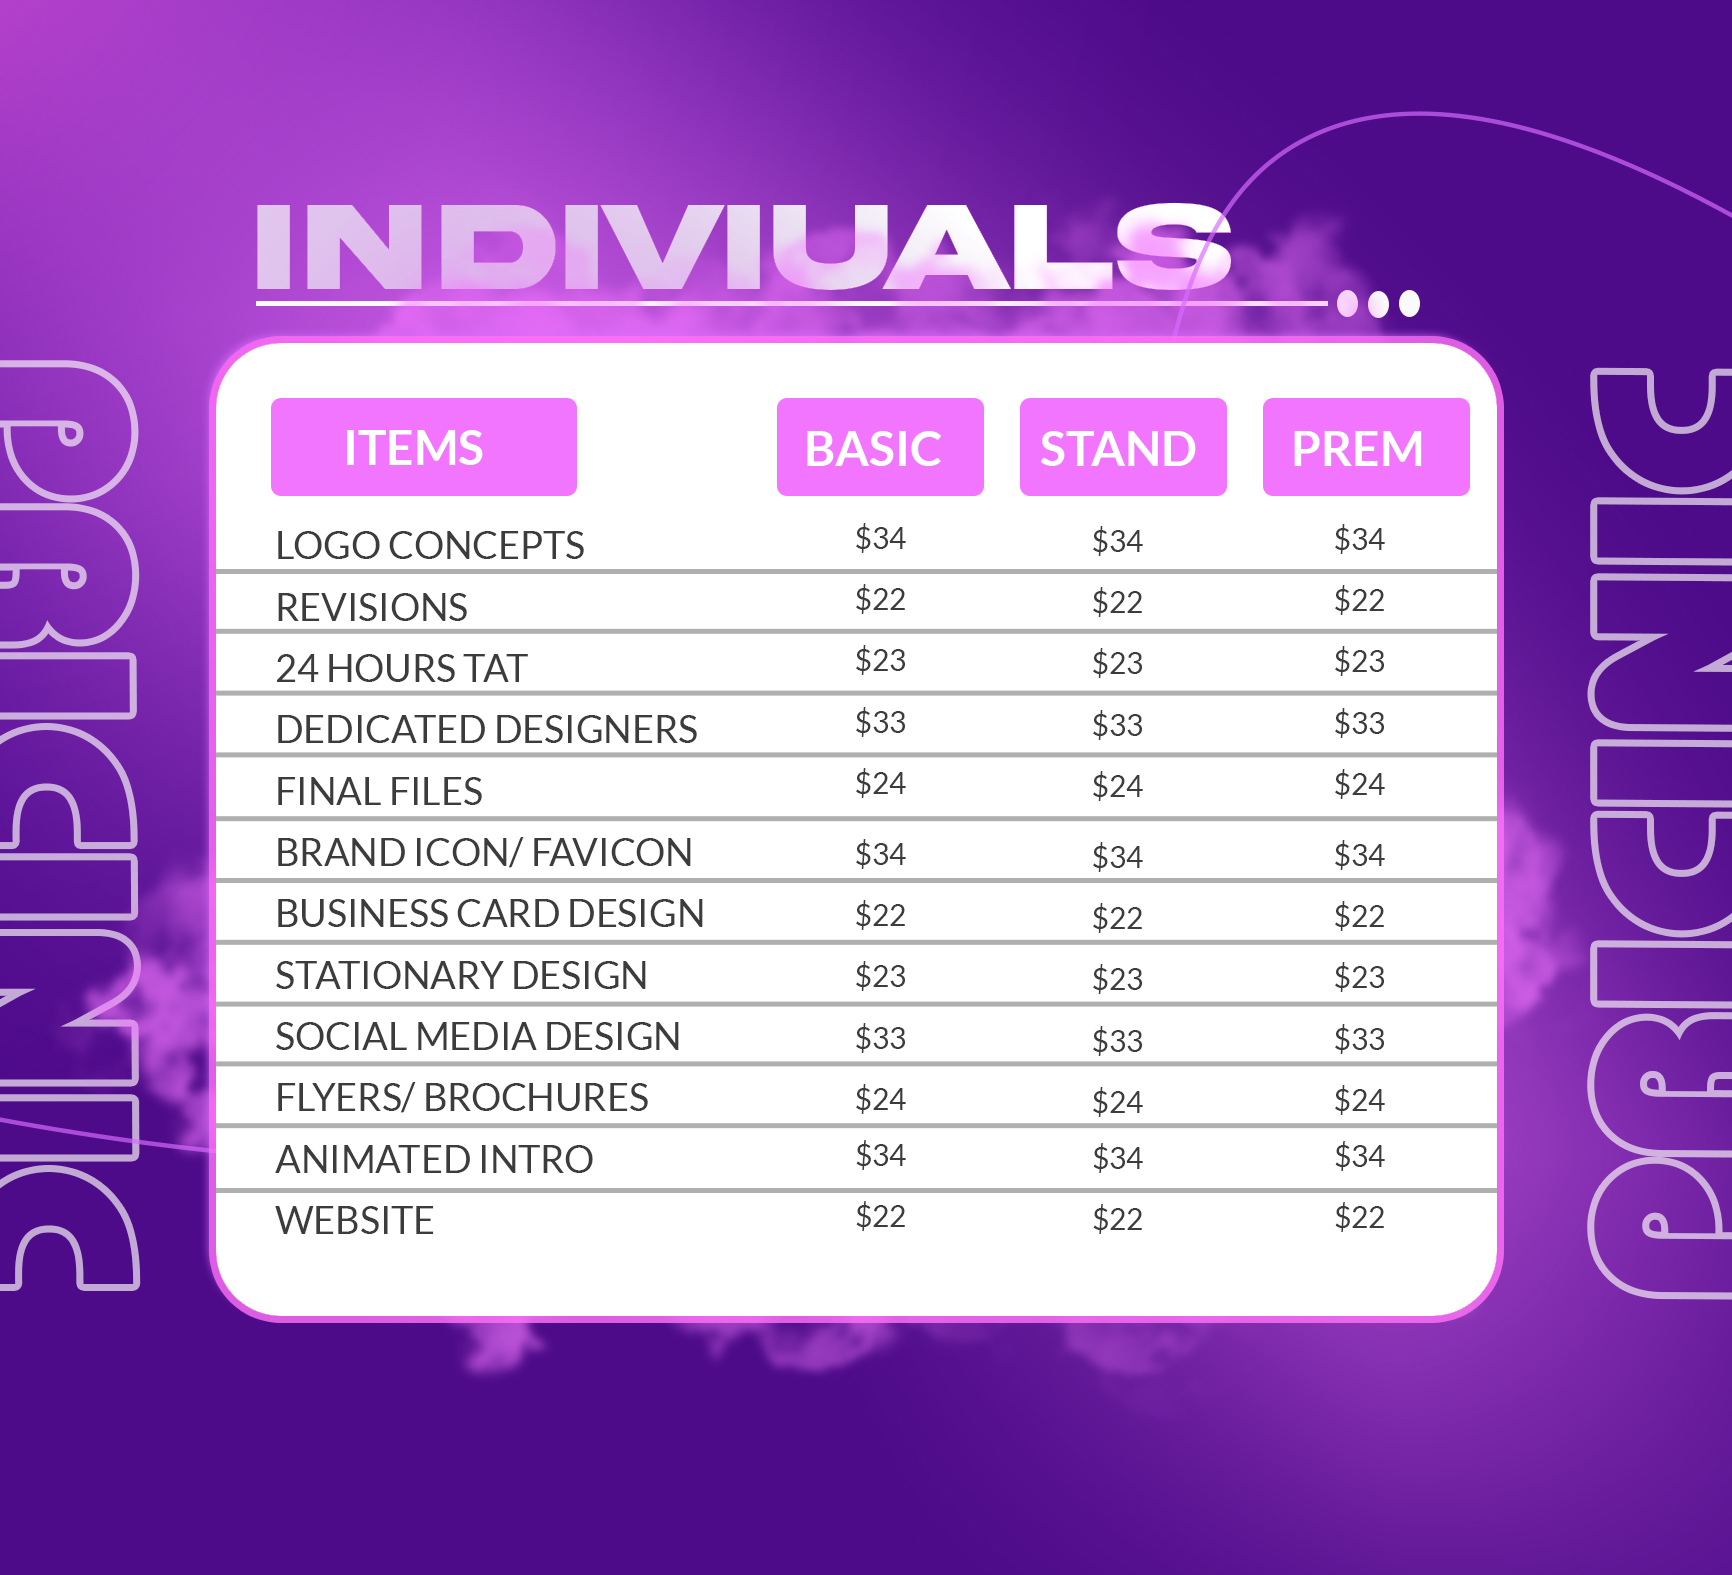 INDIVIUALS
ITEMS BASIC STAND PREM
LOGO CONCEPTS $34 $34 $34
REVISIONS $22 $22 $22
24 HOURS TAT $23 $23 $23
DEDICATED DESIGNERS $33 $33 $33
FINAL FILES $24 $24 $24
BRAND ICON/ FAVICON $34 $34 $34
BUSINESS CARD DESIGN $22 $22 $22
STATIONARY DESIGN $23 $23 $23
SOCIAL MEDIA DESIGN $33 $33 $33
FLYERS/ BROCHURES $24 $24 $24
ANIMATED INTRO $34 $34 $34
WEBSITE $22 $22 $22
PRICING
PRICING